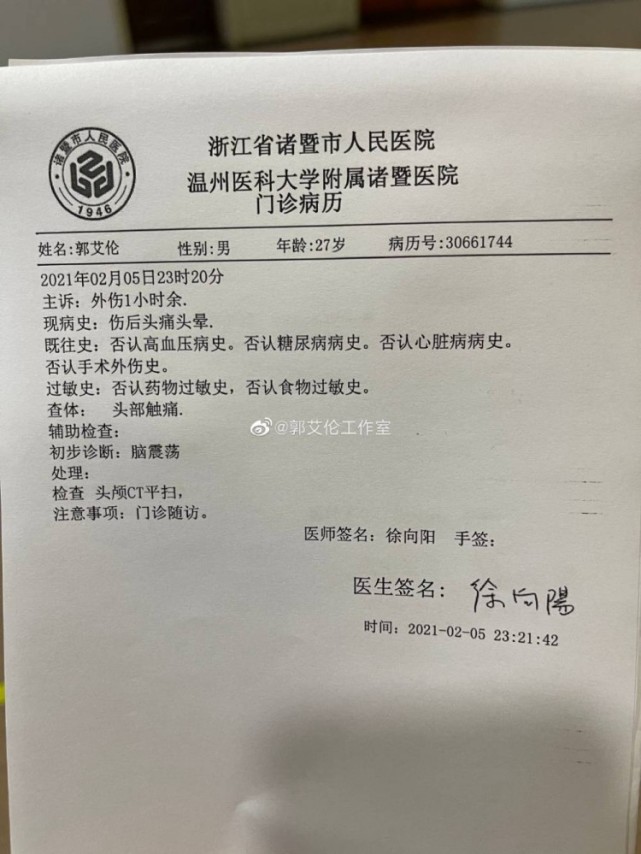 诸暨市人民医院
1946
浙江省诸暨市人民医院
温州医科大学附属诸暨医院
门诊病历
姓名:郭艾伦 性别:男 年龄:27岁 病历号:30661744
2021年02月05日23时20分
主诉: 外伤1小时余.
现病史: 伤后头痛头晕.
既往史: 否认高血压病史。否认糖尿病病史。否认心脏病病史。
否认手术外伤史。
过敏史: 否认药物过敏史, 否认食物过敏史。
查体: 头部触痛.
辅助检查:
@郭艾伦工作室
初步诊断: 脑震荡
处理:
检查 头颅CT平扫,
注意事项: 门诊随访。
医师签名: 徐向阳 手签:
医生签名: 徐向陽
时间: 2021-02-05 23:21:42